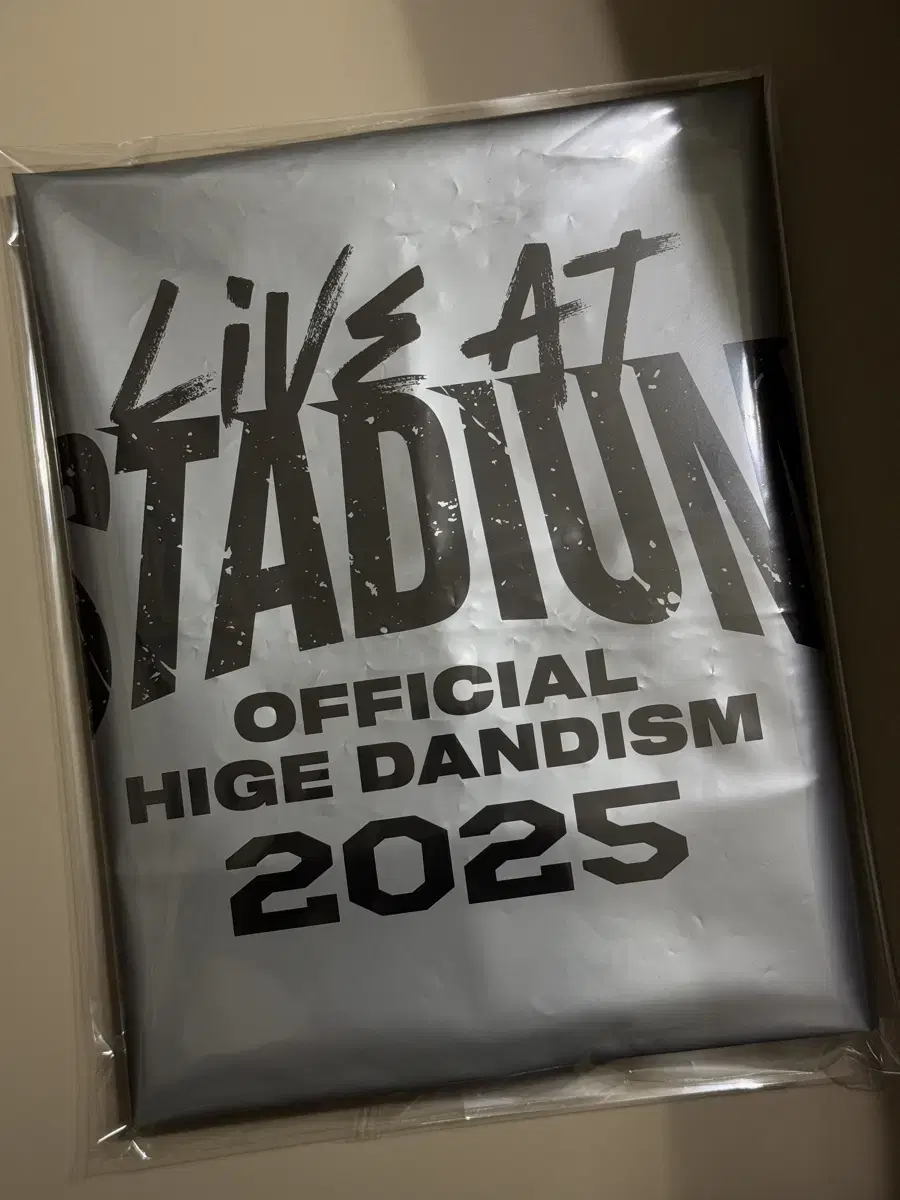 LiVE AT
STADIUM
OFFICIAL
HIGE DANDISM
2025